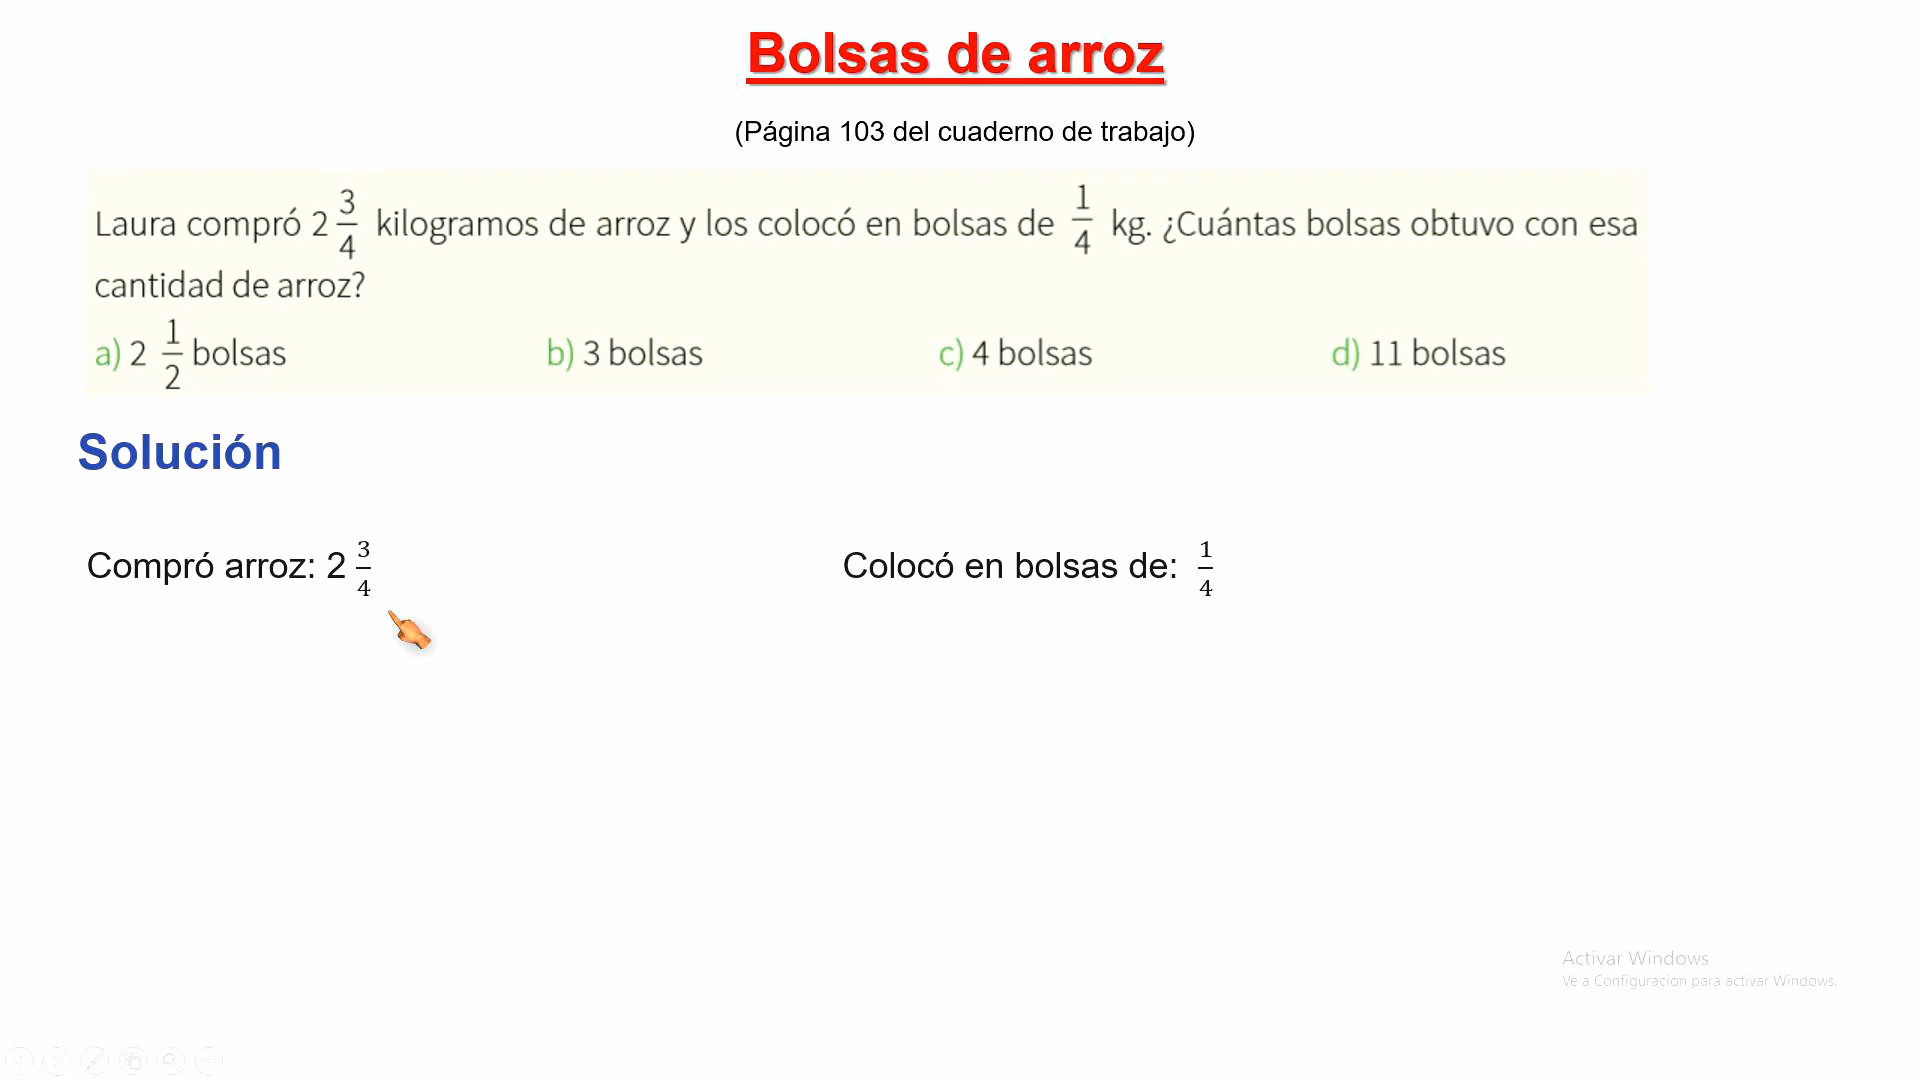 Bolsas de arroz
(Página 103 del cuaderno de trabajo)
Laura compró 2 3/4 kilogramos de arroz y los colocó en bolsas de 1/4 kg. ¿Cuántas bolsas obtuvo con esa
cantidad de arroz?
a) 2 1/2 bolsas b) 3 bolsas c) 4 bolsas d) 11 bolsas
Solución
Compró arroz: 2 3/4 Colocó en bolsas de: 1/4
Activar Windows
Ve a Configuración para activar Windows.